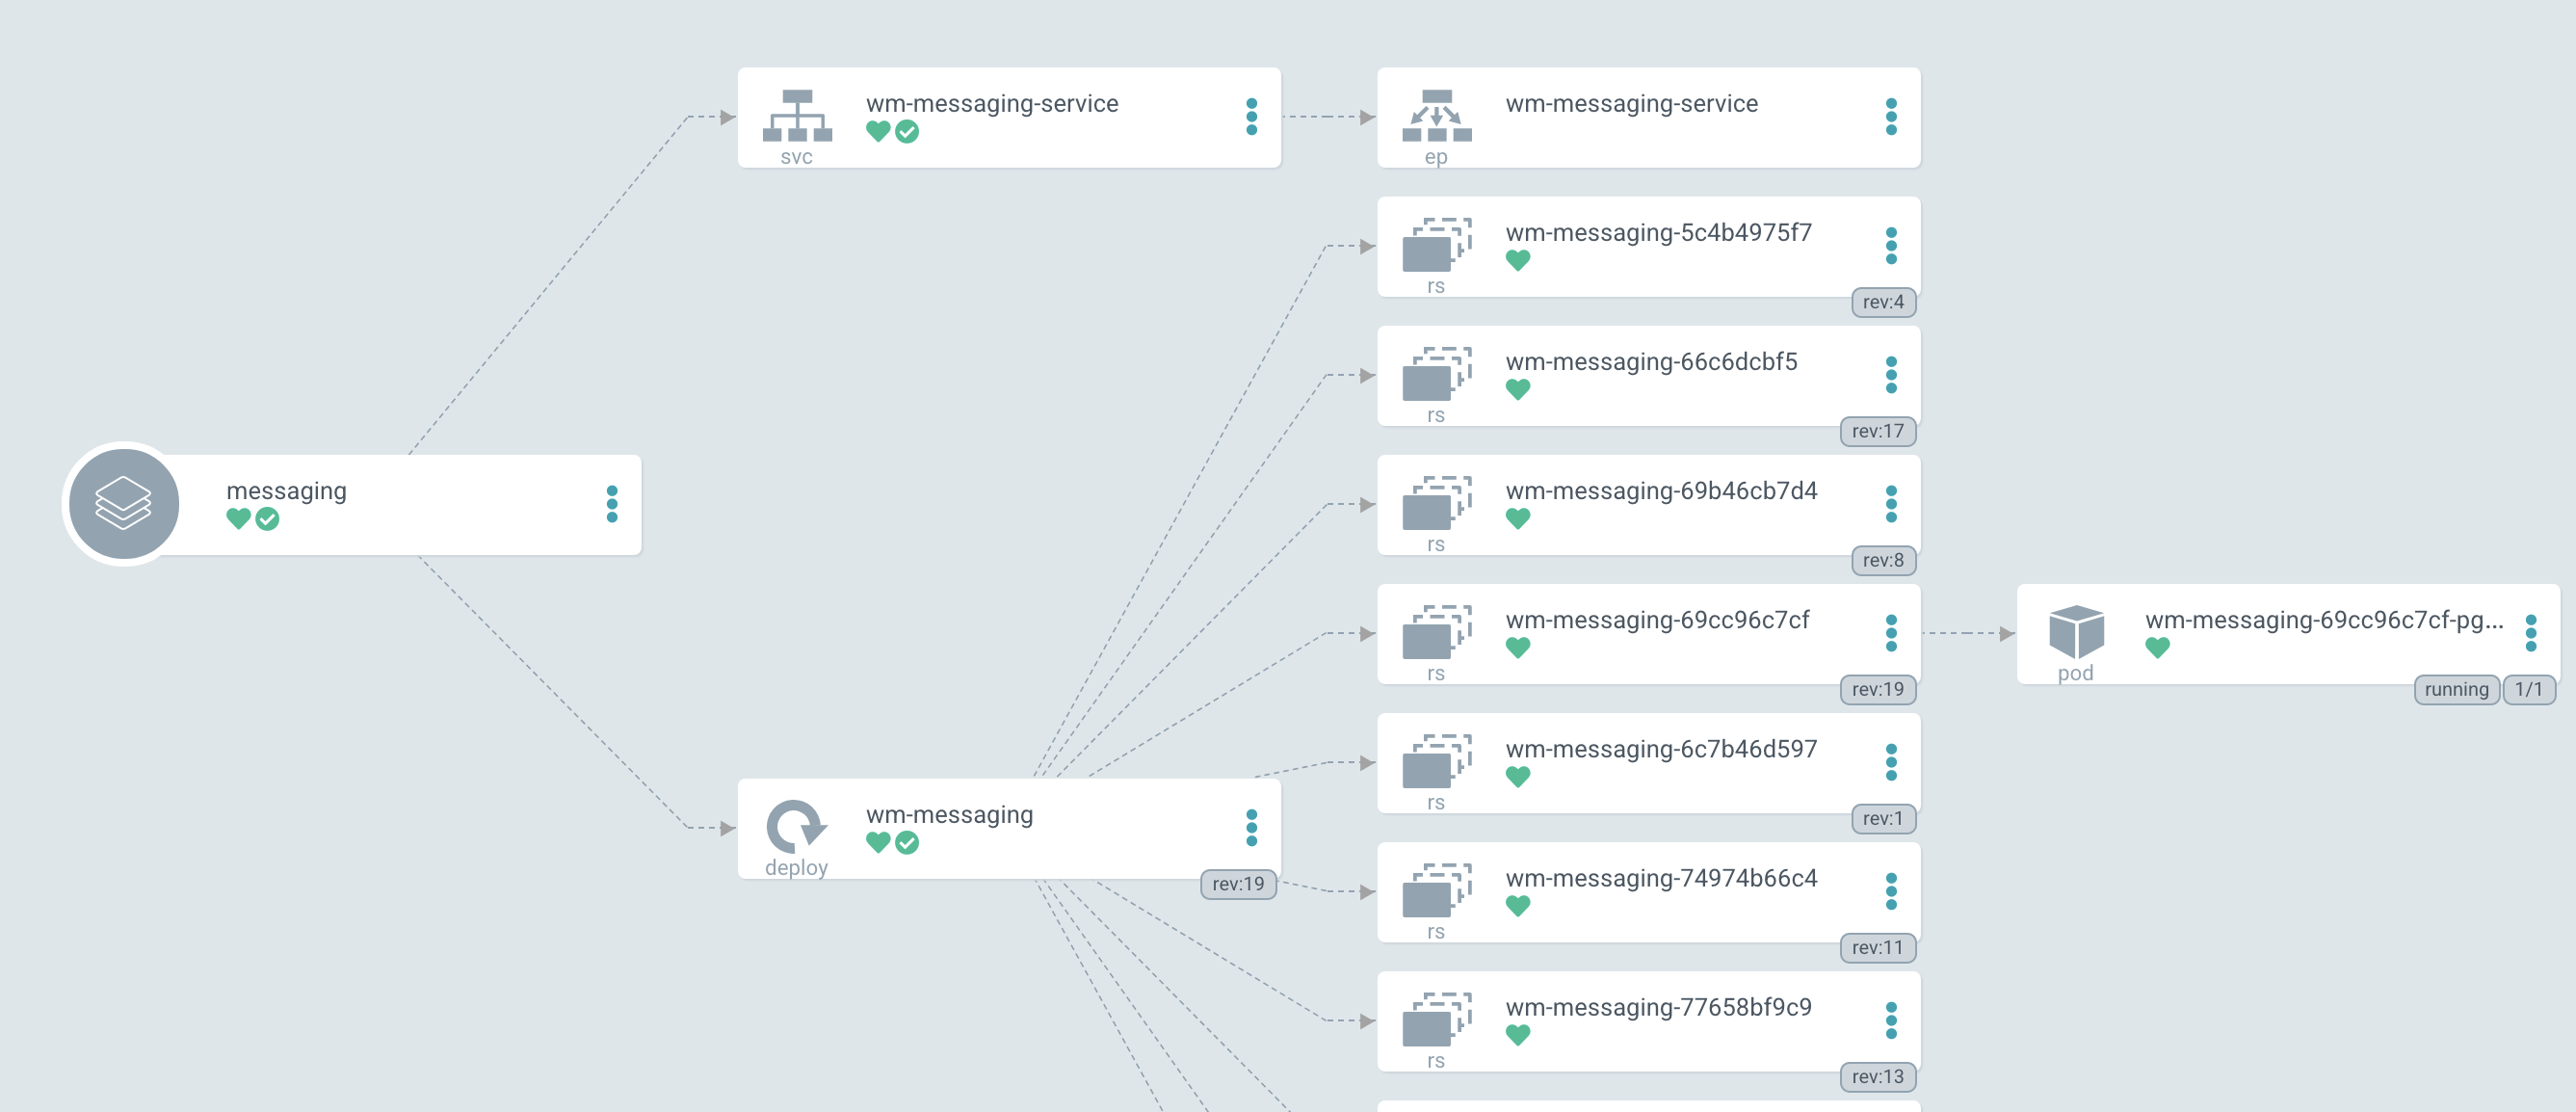 messaging
wm-messaging-service
svc
wm-messaging
deploy
rev:19
wm-messaging-service
ep
wm-messaging-5c4b4975f7
rs
rev:4
wm-messaging-66c6dcbf5
rs
rev:17
wm-messaging-69b46cb7d4
rs
rev:8
wm-messaging-69cc96c7cf
rs
rev:19
wm-messaging-6c7b46d597
rs
rev:1
wm-messaging-74974b66c4
rs
rev:11
wm-messaging-77658bf9c9
rs
rev:13
wm-messaging-69cc96c7cf-pg...
pod
running 1/1